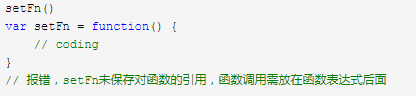 setFn()
var setFn = function() {
    // coding
}
// 报错，setFn未保存对函数的引用，函数调用需放在函数表达式后面